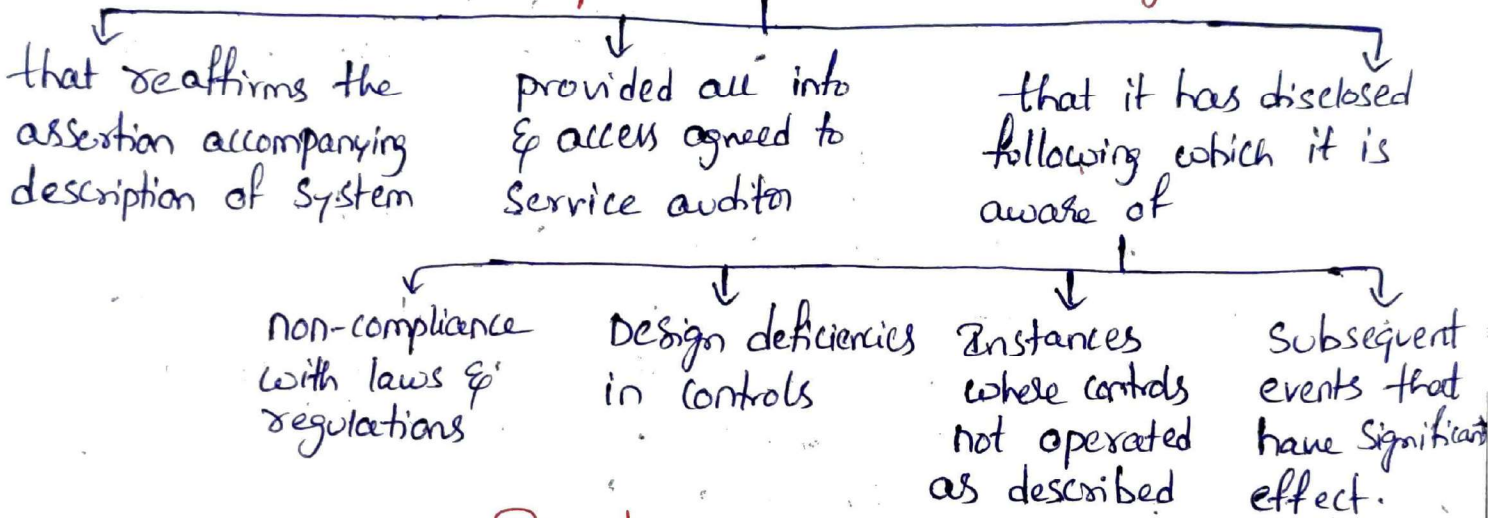 that reaffirms the
assertion accompanying
description of System
provided all info
& access agreed to
Service auditor
that it has disclosed
following which it is
aware of
non-compliance
with laws &
regulations
Design deficiencies
in controls
Instances
where controls
not operated
as described
Subsequent
events that
have Significant
effect.